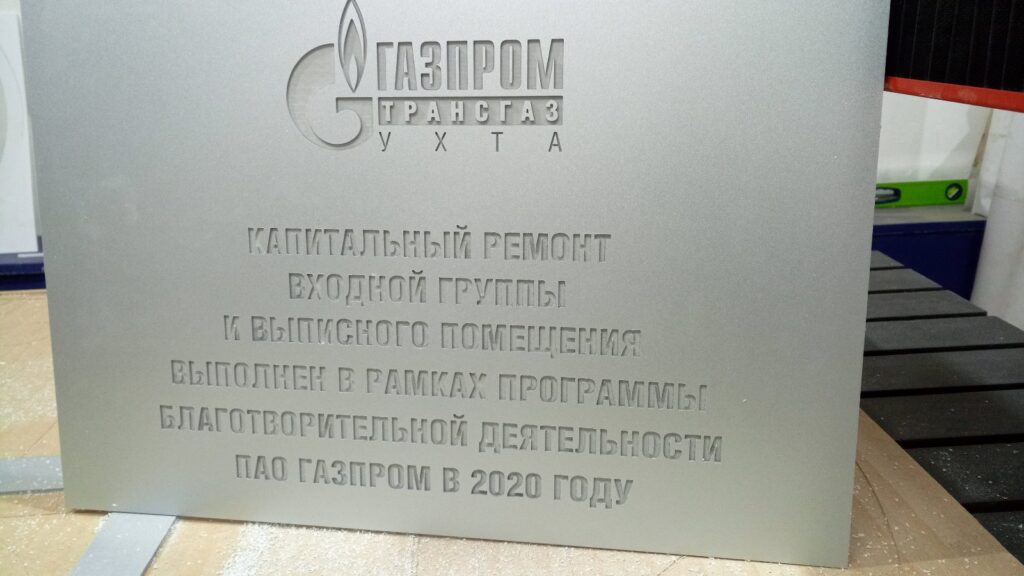 ГАЗПРОМ
ТРАНСГАЗ
УХТА
КАПИТАЛЬНЫЙ РЕМОНТ
ВХОДНОЙ ГРУППЫ
И ВЫПИСНОГО ПОМЕЩЕНИЯ
ВЫПОЛНЕН В РАМКАХ ПРОГРАММЫ
БЛАГОТВОРИТЕЛЬНОЙ ДЕЯТЕЛЬНОСТИ
ПАО ГАЗПРОМ В 2020 ГОДУ